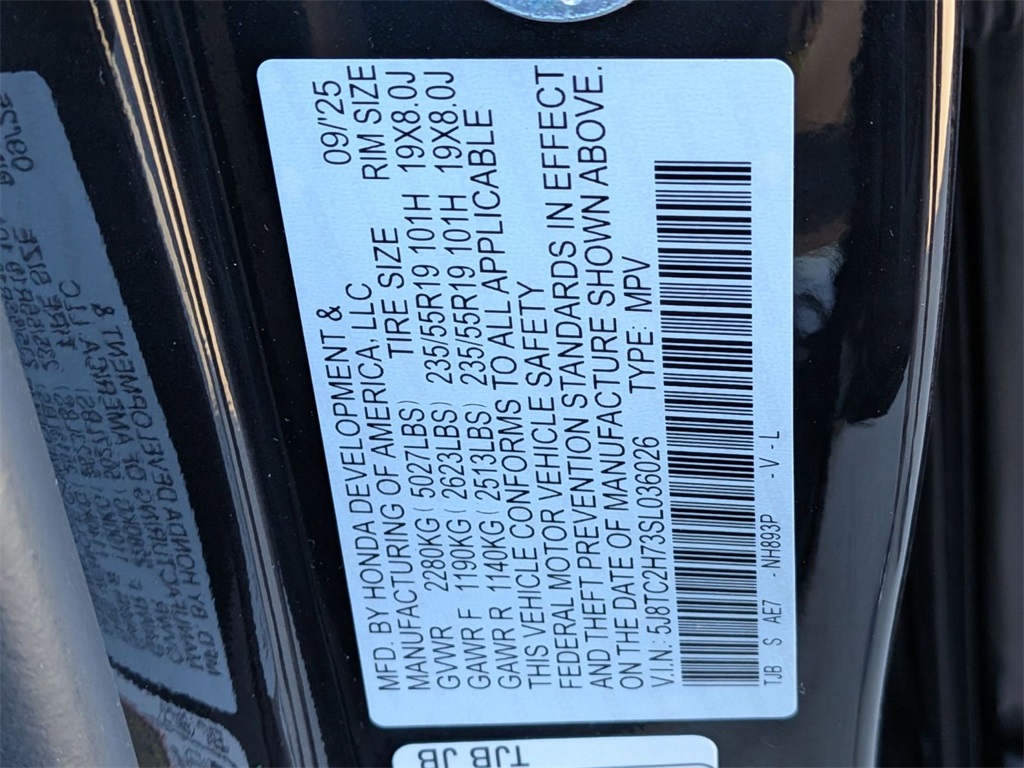 MFD. BY HONDA DEVELOPMENT & 09/'25
MANUFACTURING OF AMERICA, LLC RIM SIZE
TIRE SIZE
GVWR 2280KG ( 5027LBS) 235/55R19 101H 19X8.0J
GAWR F 1190KG ( 2623LBS) 235/55R19 101H 19X8.0J
GAWR R 1140KG ( 2513LBS)
THIS VEHICLE CONFORMS TO ALL APPLICABLE
FEDERAL MOTOR VEHICLE SAFETY
AND THEFT PREVENTION STANDARDS IN EFFECT
ON THE DATE OF MANUFACTURE SHOWN ABOVE.
V.I.N.: 5J8TC2H73SL036026 TYPE: MPV
TJB S AE7 -NH893P -V-L
TJB JB